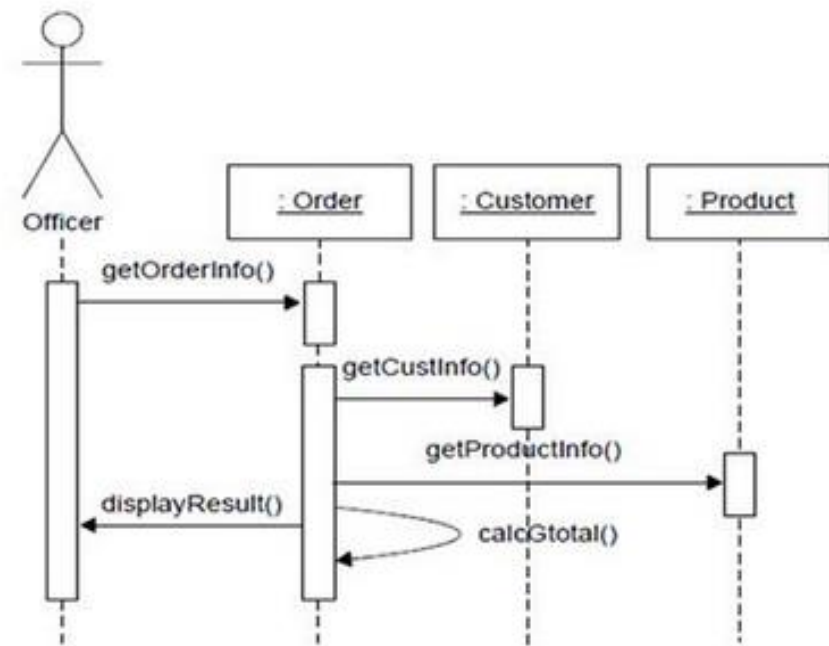 Officer
: Order
: Customer
: Product
getOrderInfo()
getCustInfo()
getProductInfo()
displayResult()
calcGtotal()